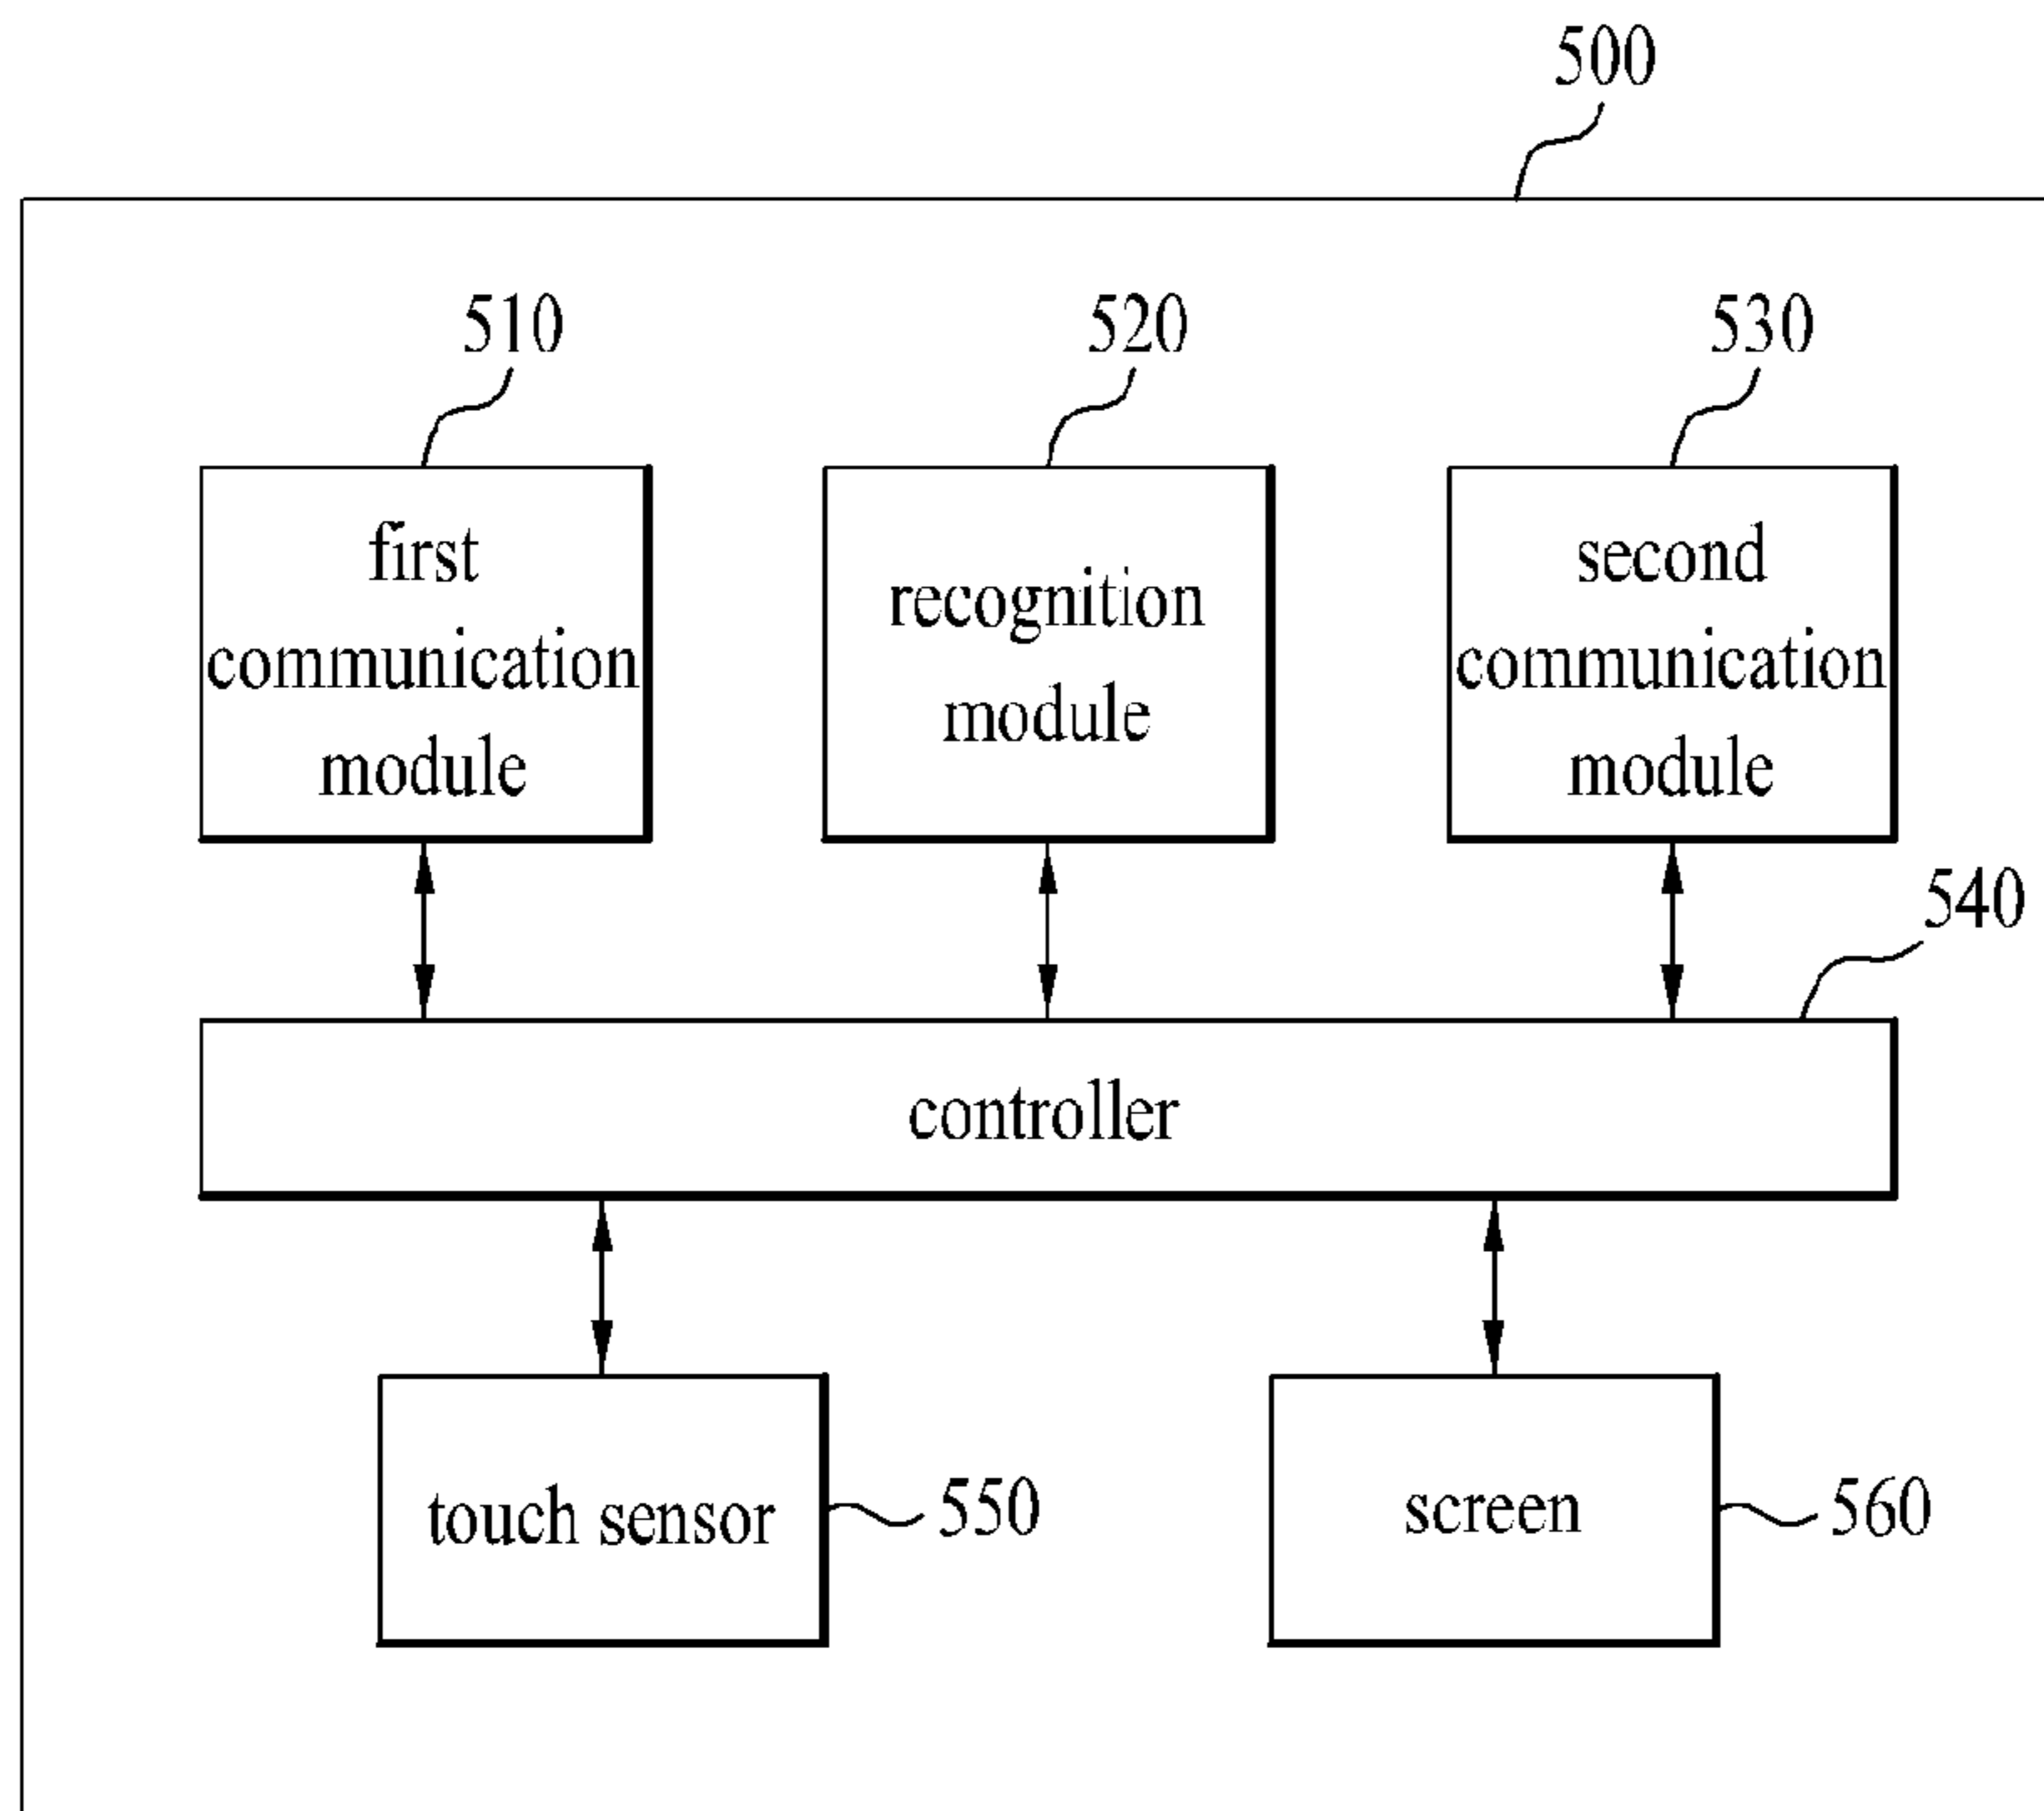 500
510
520
530
first
communication
module
recognition
module
second
communication
module
540
controller
touch sensor
550
screen
560